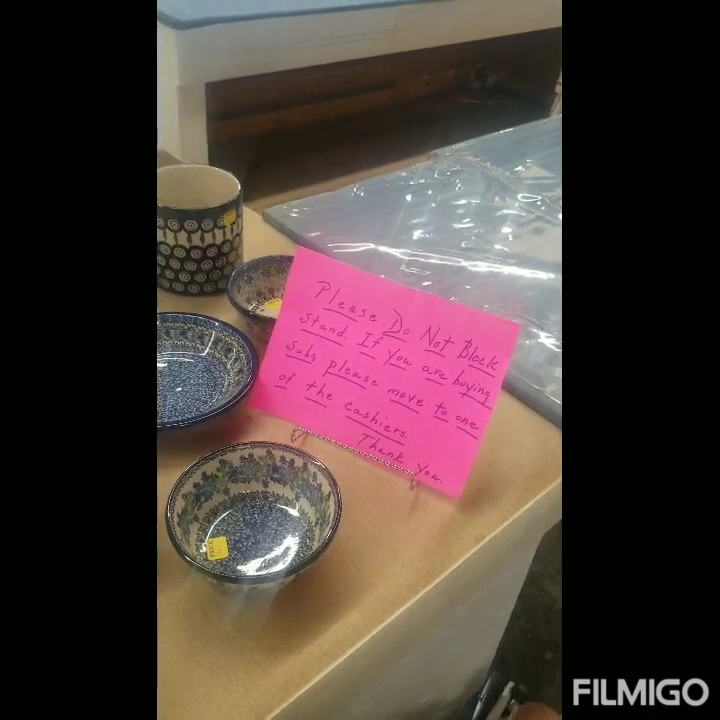 Please Do Not Block
Stand. If You are buying
Subs please move to one
of the cashiers.
Thank You.
FILMIGO